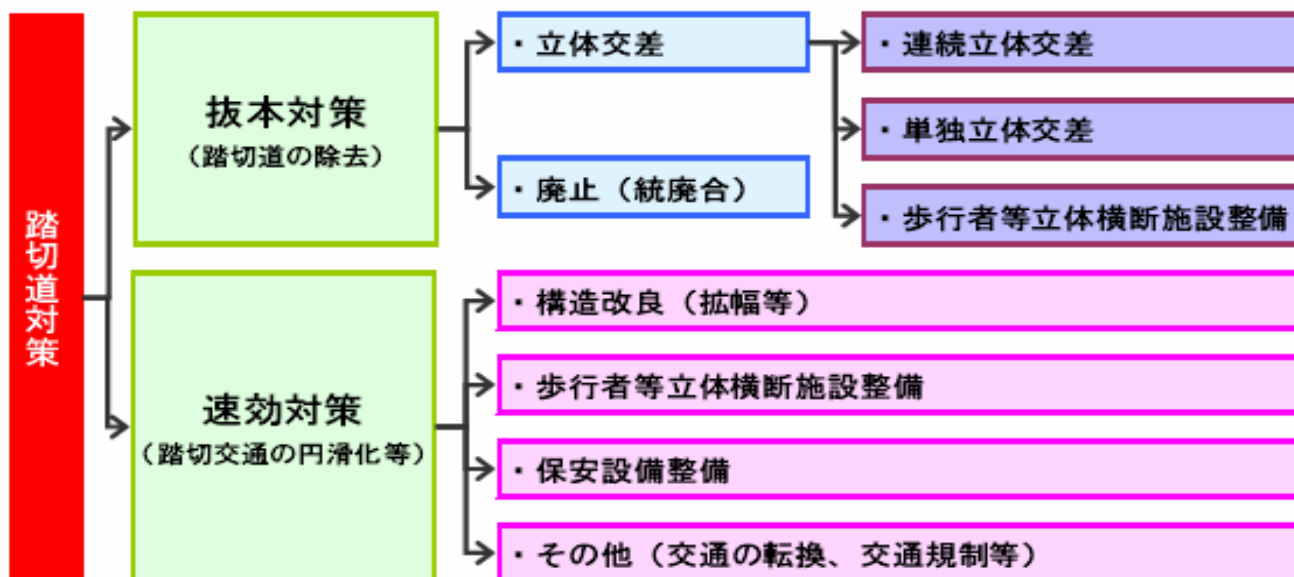 踏切道対策
抜本対策
（踏切道の除去）
・立体交差
・廃止（統廃合）
・連続立体交差
・単独立体交差
・歩行者等立体横断施設整備
速効対策
（踏切交通の円滑化等）
・構造改良（拡幅等）
・歩行者等立体横断施設整備
・保安設備整備
・その他（交通の転換、交通規制等）